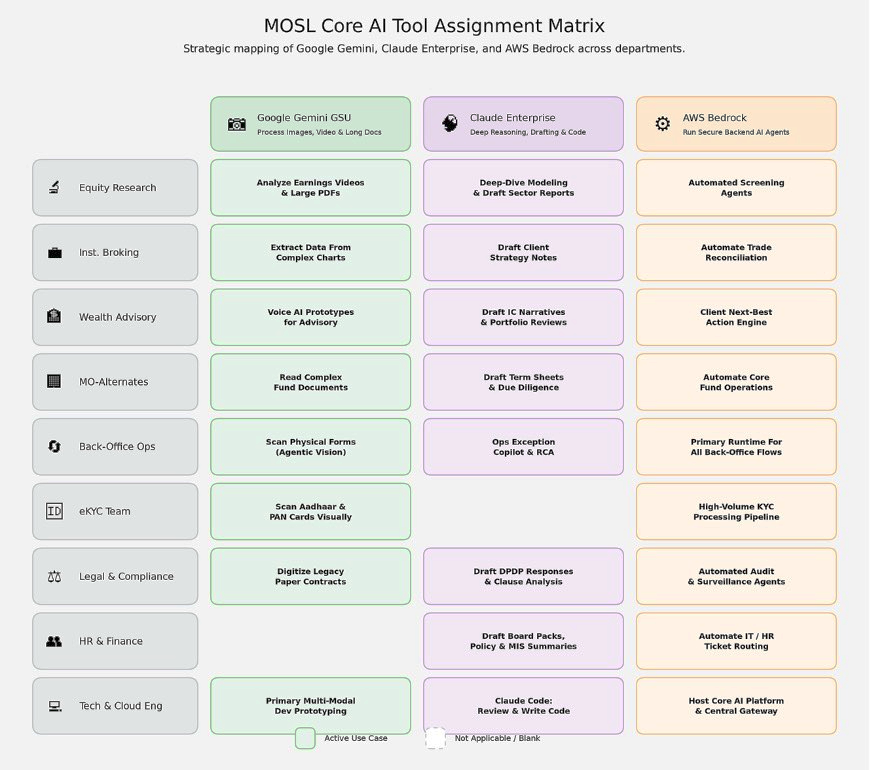 MOSL Core AI Tool Assignment Matrix
Strategic mapping of Google Gemini, Claude Enterprise, and AWS Bedrock across departments.
Google Gemini GSU
Process Images, Video & Long Docs
Claude Enterprise
Deep Reasoning, Drafting & Code
AWS Bedrock
Run Secure Backend AI Agents
Equity Research
Analyze Earnings Videos
& Large PDFs
Deep-Dive Modeling
& Draft Sector Reports
Automated Screening
Agents
Inst. Broking
Extract Data From
Complex Charts
Draft Client
Strategy Notes
Automate Trade
Reconciliation
Wealth Advisory
Voice AI Prototypes
for Advisory
Draft IC Narratives
& Portfolio Reviews
Client Next-Best
Action Engine
MO-Alternates
Read Complex
Fund Documents
Draft Term Sheets
& Due Diligence
Automate Core
Fund Operations
Back-Office Ops
Scan Physical Forms
(Agentic Vision)
Ops Exception
Copilot & RCA
Primary Runtime For
All Back-Office Flows
ID
eKYC Team
Scan Aadhaar &
PAN Cards Visually
High-Volume KYC
Processing Pipeline
Legal & Compliance
Digitize Legacy
Paper Contracts
Draft DPDP Responses
& Clause Analysis
Automated Audit
& Surveillance Agents
HR & Finance
Draft Board Packs,
Policy & MIS Summaries
Automate IT / HR
Ticket Routing
Tech & Cloud Eng
Primary Multi-Modal
Dev Prototyping
Claude Code:
Review & Write Code
Host Core AI Platform
& Central Gateway
Active Use Case
Not Applicable / Blank